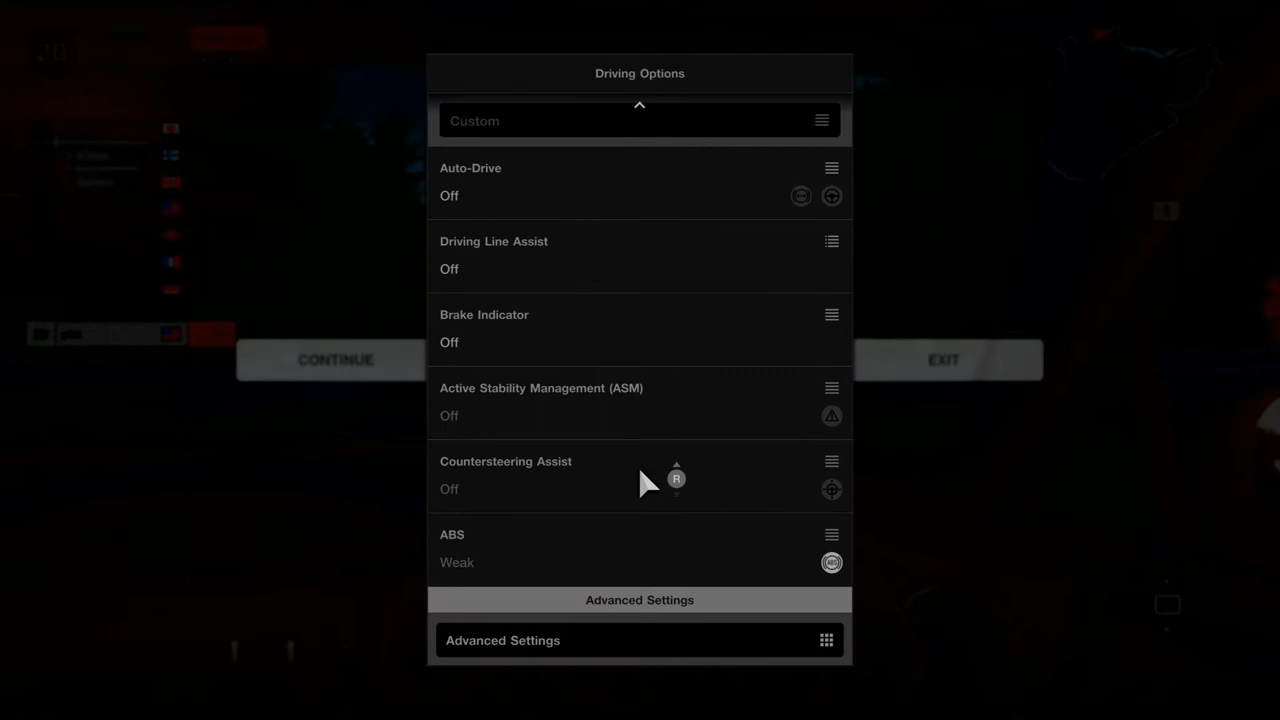 Driving Options
Custom
Auto-Drive
Off
Driving Line Assist
Off
Brake Indicator
Off
CONTINUE
EXIT
Active Stability Management (ASM)
Off
Countersteering Assist
R
Off
ABS
Weak
ABS
Advanced Settings
Advanced Settings